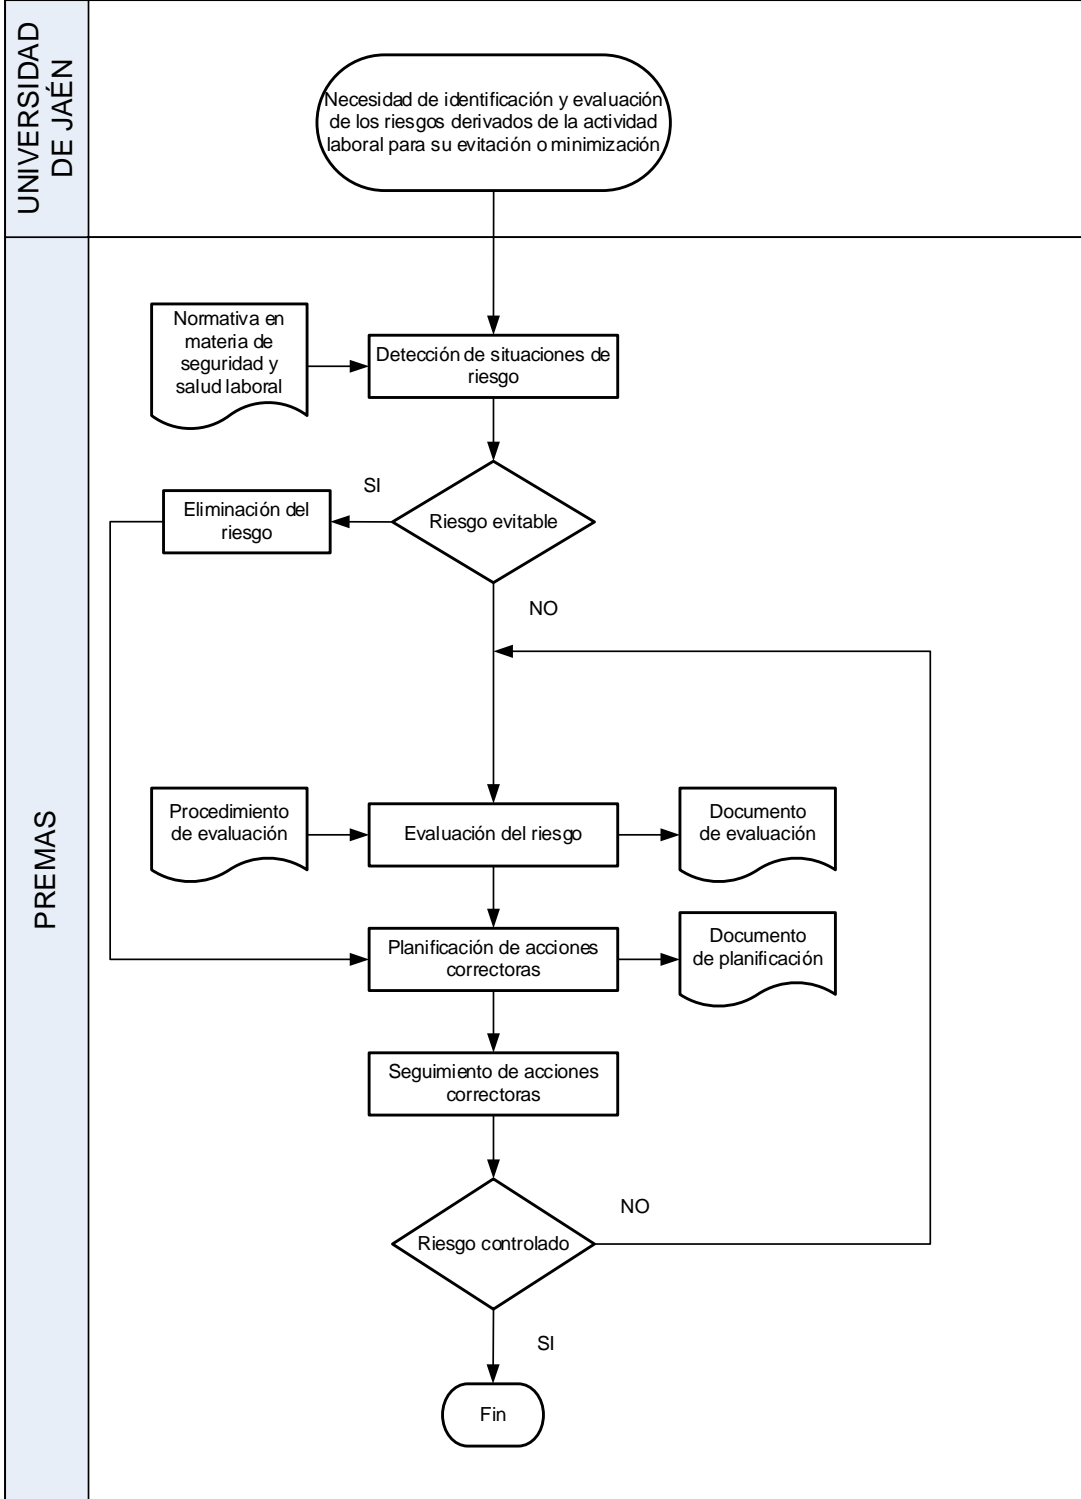 UNIVERSIDAD
DE JAÉN
Necesidad de identificación y evaluación
de los riesgos derivados de la actividad
laboral para su evitación o minimización
PREMAS
Normativa en
materia de
seguridad y
salud laboral
Detección de situaciones de
riesgo
SI
Eliminación del
riesgo
Riesgo evitable
NO
Procedimiento
de evaluación
Evaluación del riesgo
Documento
de evaluación
Planificación de acciones
correctoras
Documento
de planificación
Seguimiento de acciones
correctoras
NO
Riesgo controlado
SI
Fin